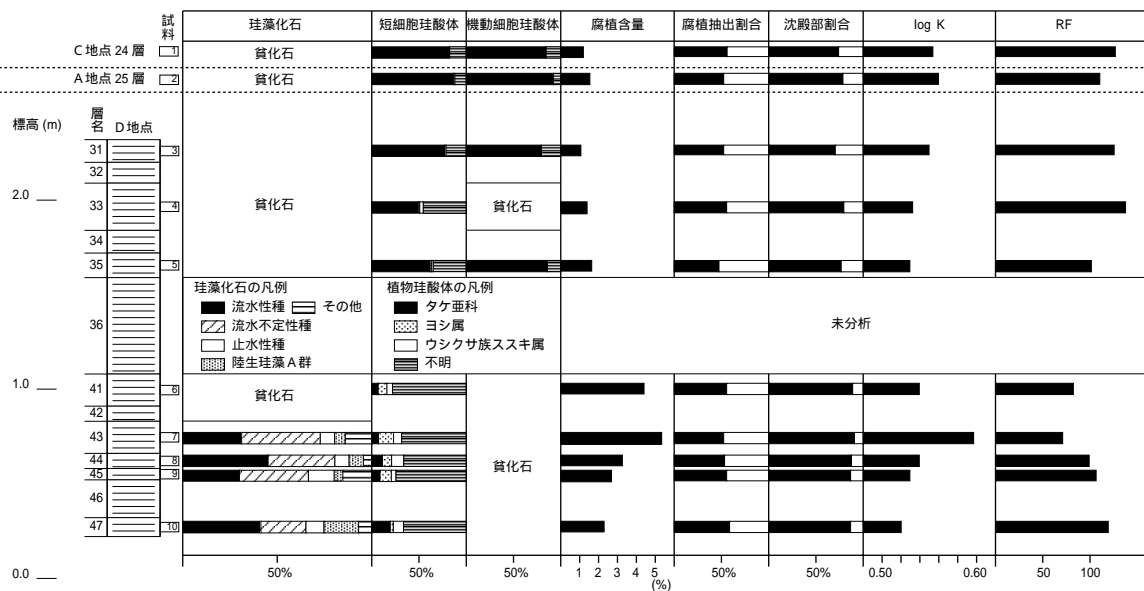 試料 珪藻化石 短細胞珪酸体 機動細胞珪酸体 腐植含量 腐植抽出割合 沈殿部割合 log K RF
C 地点 24 層 1 貧化石
A 地点 25 層 2 貧化石
標高 (m) 層名 D 地点
31 3
32
2.0 33 4 貧化石 貧化石
34
35 5
36
珪藻化石の凡例
流水性種 その他
流水不定性種
止水性種
陸生珪藻 A 群
植物珪酸体の凡例
タケ亜科
ヨシ属
ウシクサ族ススキ属
不明
未分析
1.0 41 6 貧化石
42
43 7
44 8
45 9 貧化石
46
47 10
0.0 50% 50% 50% 1 2 3 4 5 (%) 50% 50% 0.50 0.60 50 100